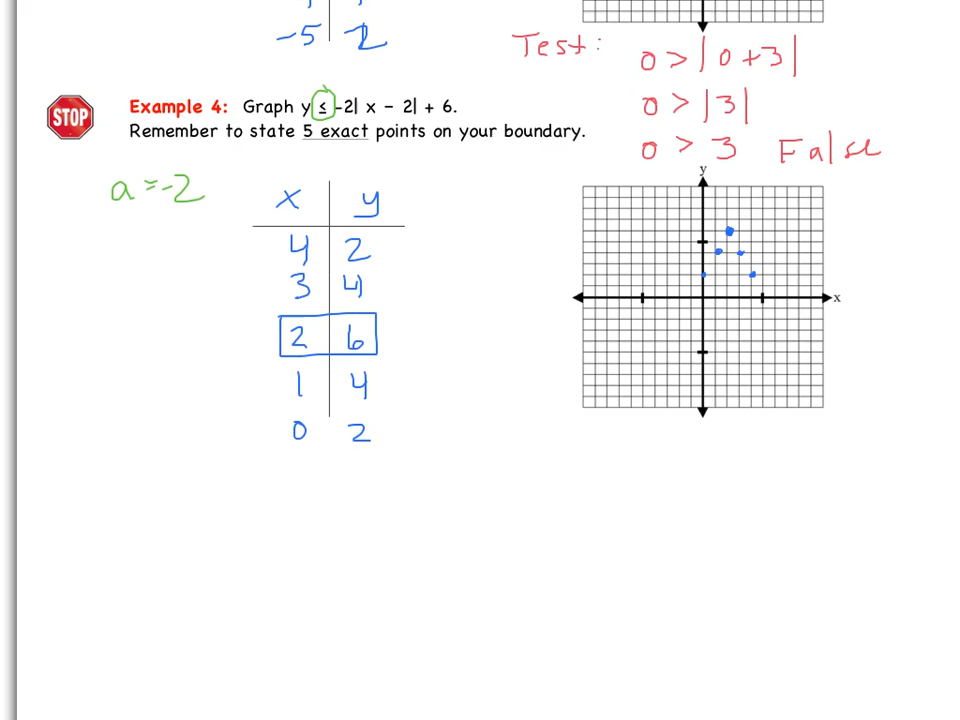 -5 2
Test: 0 > | 0 + 3 |
0 > | 3 |
0 > 3 False
STOP
Example 4: Graph y ≤ -2| x - 2| + 6.
Remember to state 5 exact points on your boundary.
a = -2
x y
4 2
3 4
2 6
1 4
0 2
y
x